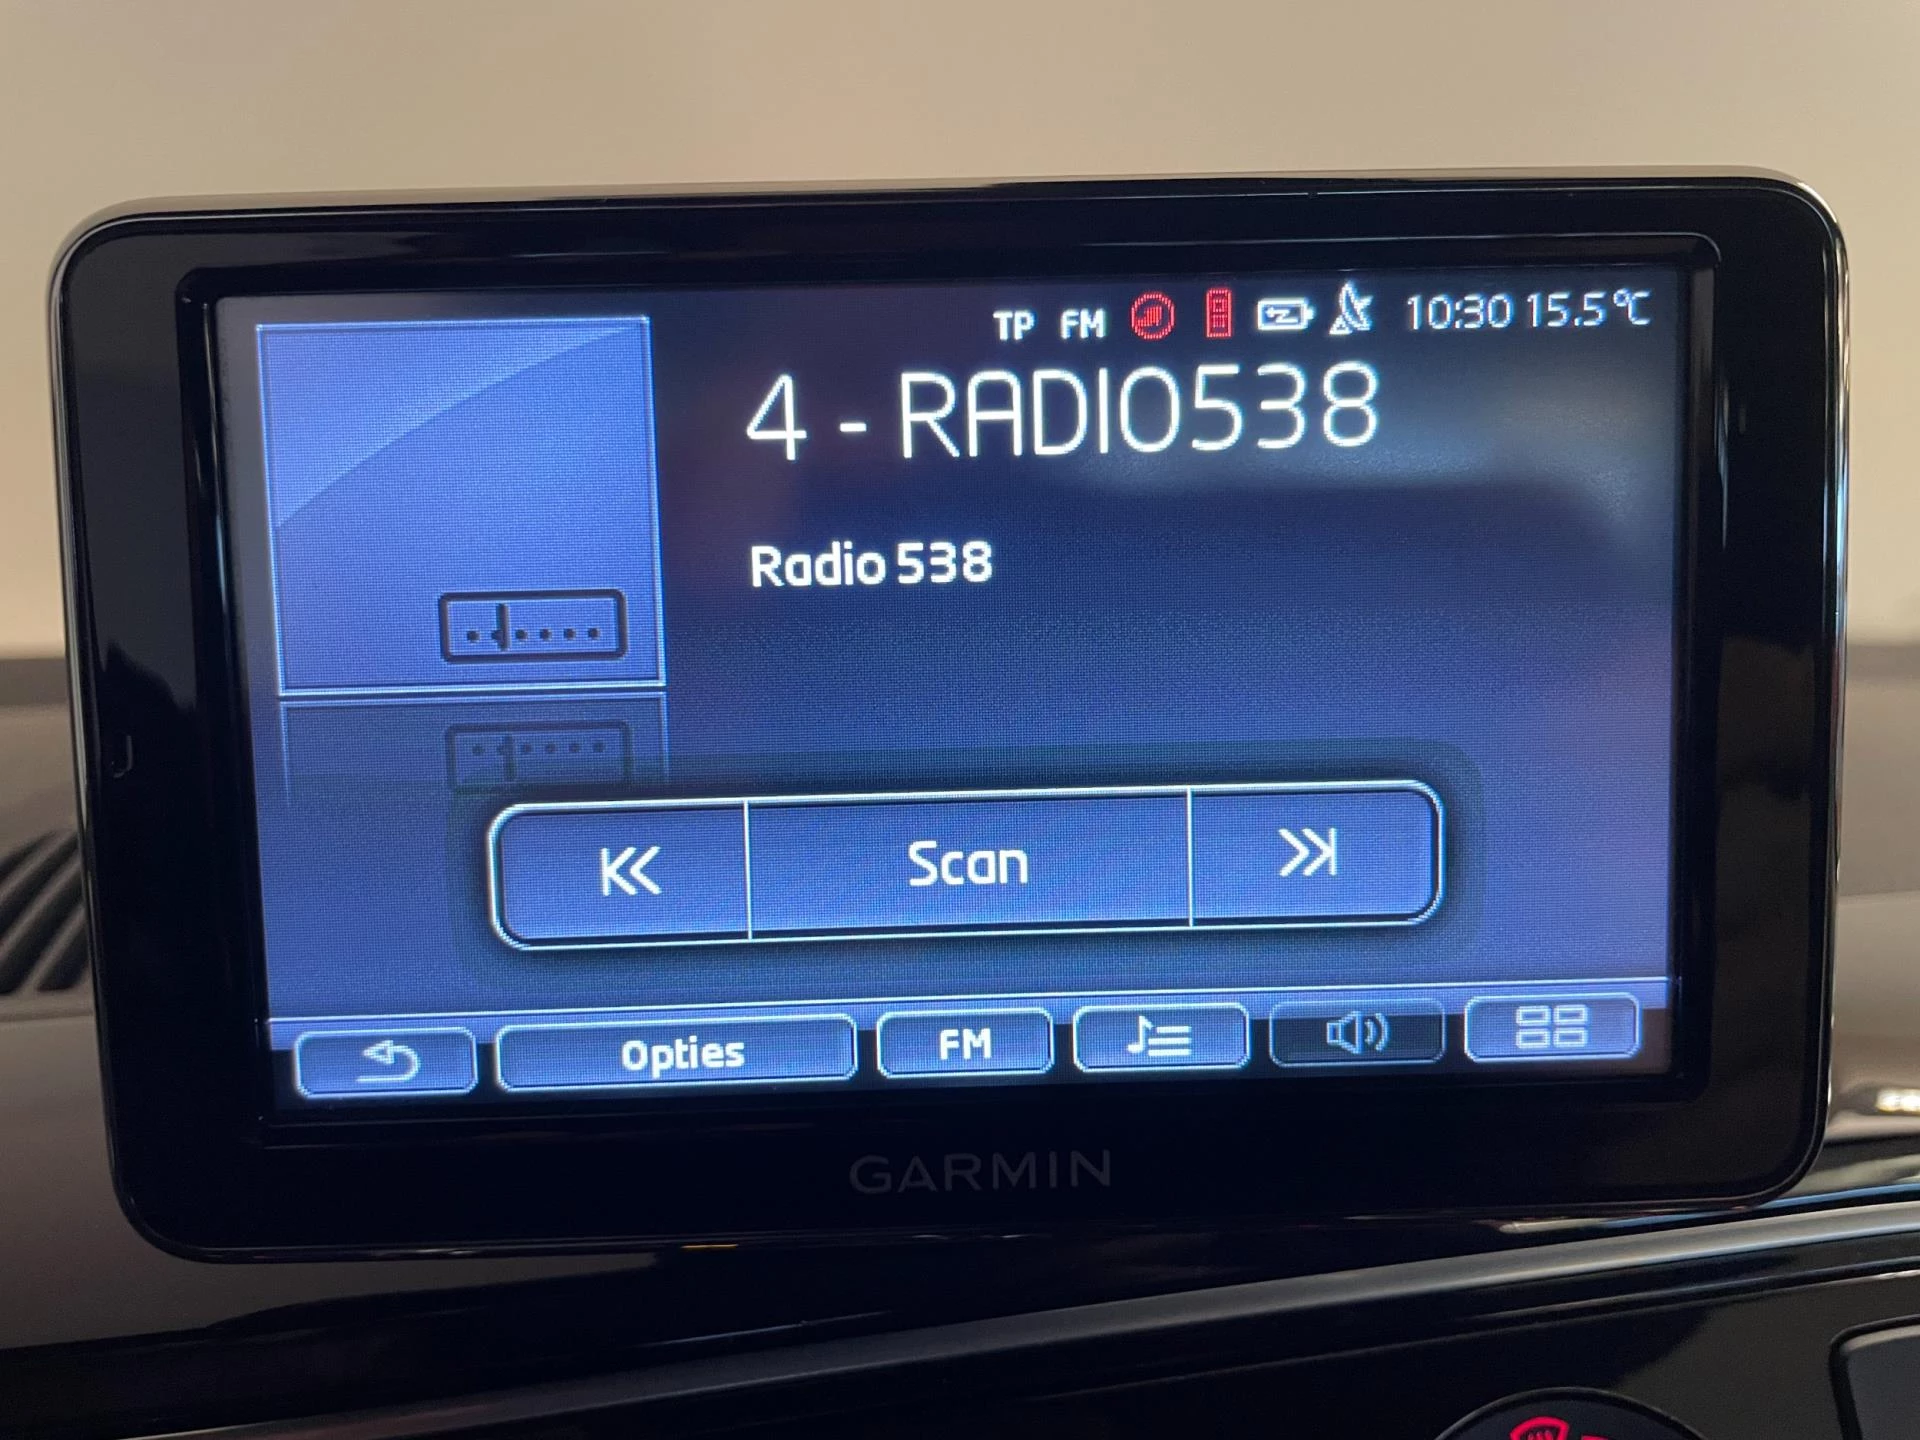 TP FM 10:30 15.5°C
4 - RADIO538
Radio 538
Scan
Opties FM
GARMIN